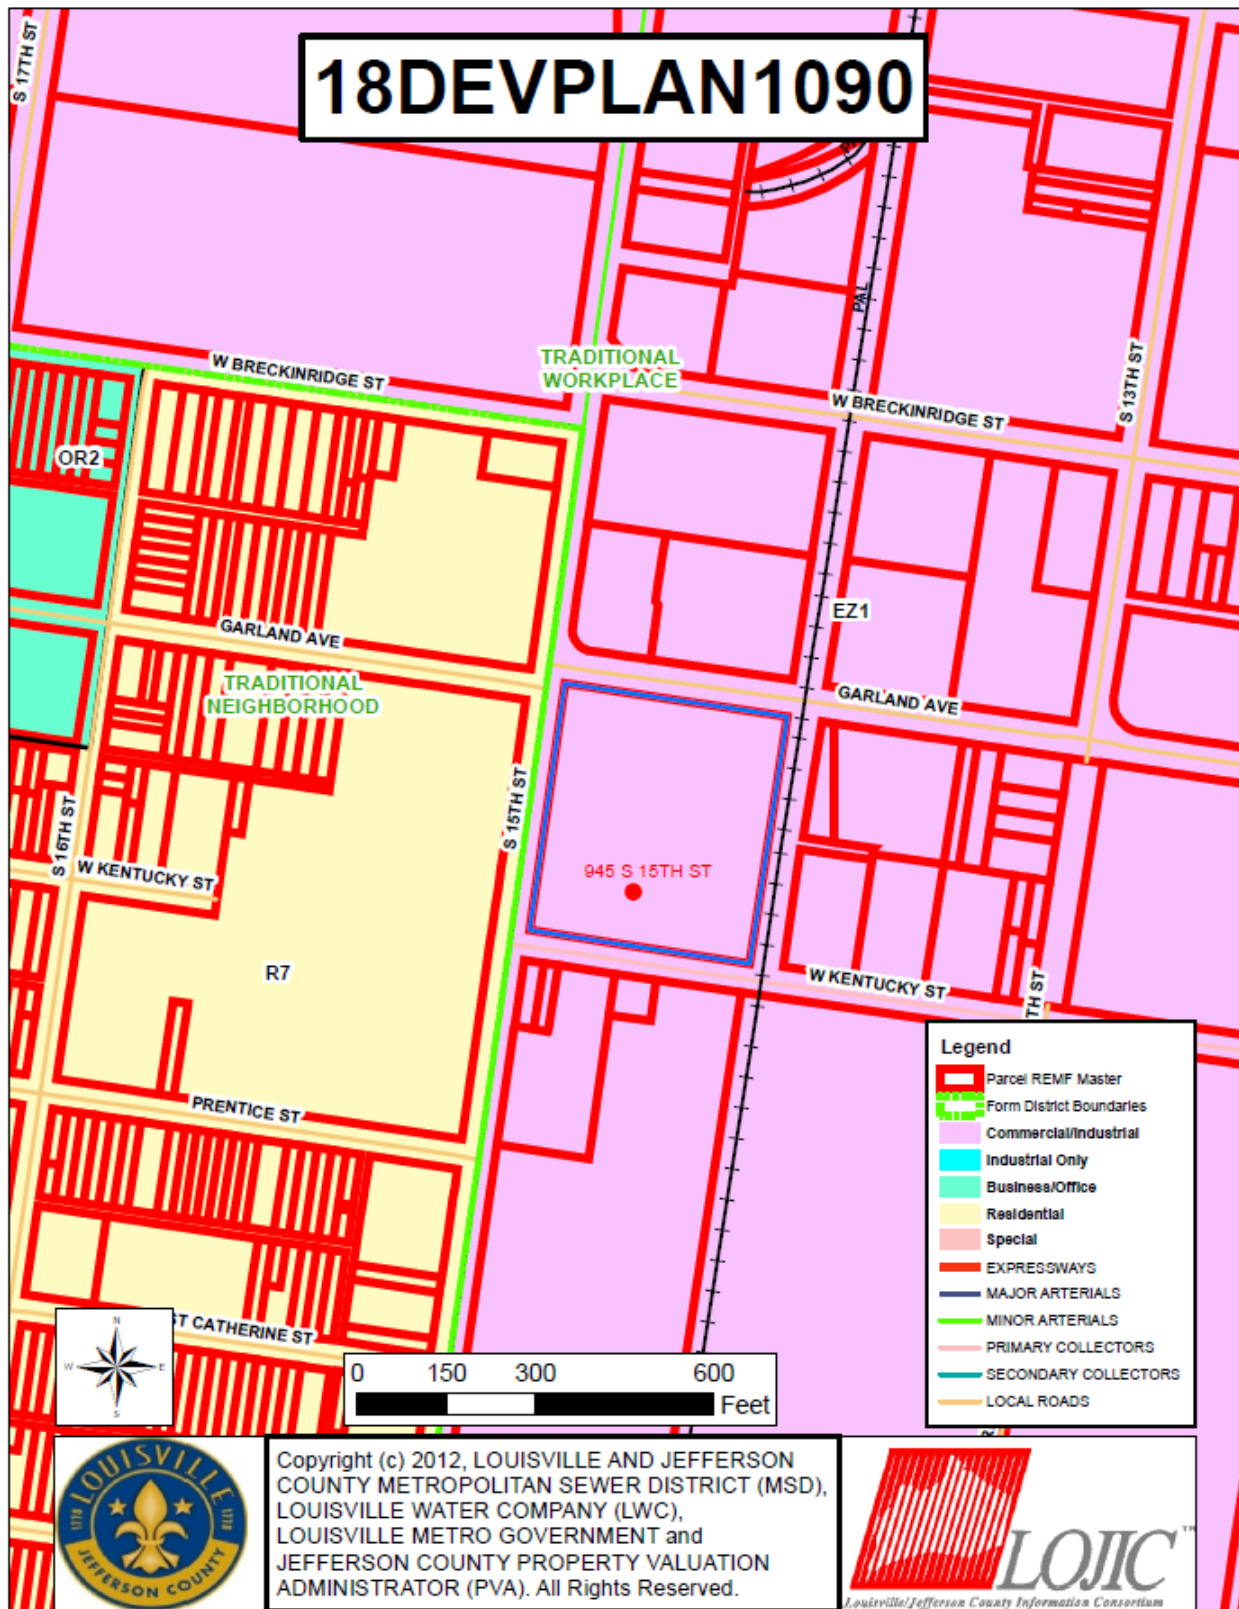 18DEVPLAN1090
S 17TH ST
PAL
W BRECKINRIDGE ST
TRADITIONAL
WORKPLACE
W BRECKINRIDGE ST
S 13TH ST
OR2
EZ1
GARLAND AVE
TRADITIONAL
NEIGHBORHOOD
GARLAND AVE
S 15TH ST
S 16TH ST
W KENTUCKY ST
945 S 15TH ST
R7
W KENTUCKY ST
TH ST
PRENTICE ST
ST CATHERINE ST
Legend
Parcel REMF Master
Form District Boundaries
Commercial/Industrial
Industrial Only
Business/Office
Residential
Special
EXPRESSWAYS
MAJOR ARTERIALS
MINOR ARTERIALS
PRIMARY COLLECTORS
SECONDARY COLLECTORS
LOCAL ROADS
N
W E
S
0 150 300 600
Feet
LOUISVILLE
1778 1778
JEFFERSON COUNTY
Copyright (c) 2012, LOUISVILLE AND JEFFERSON
COUNTY METROPOLITAN SEWER DISTRICT (MSD),
LOUISVILLE WATER COMPANY (LWC),
LOUISVILLE METRO GOVERNMENT and
JEFFERSON COUNTY PROPERTY VALUATION
ADMINISTRATOR (PVA). All Rights Reserved.
LOJIC™
Louisville/Jefferson County Information Consortium